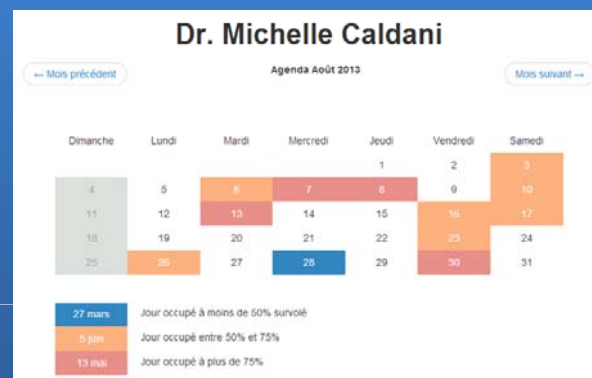 Dr. Michelle Caldani
← Mois précédent Agenda Août 2013 Mois suivant →
Dimanche Lundi Mardi Mercredi Jeudi Vendredi Samedi
1 2 3
4 5 6 7 8 9 10
11 12 13 14 15 16 17
18 19 20 21 22 23 24
25 26 27 28 29 30 31
27 mars Jour occupé à moins de 50% survolé
5 juin Jour occupé entre 50% et 75%
13 mai Jour occupé à plus de 75%